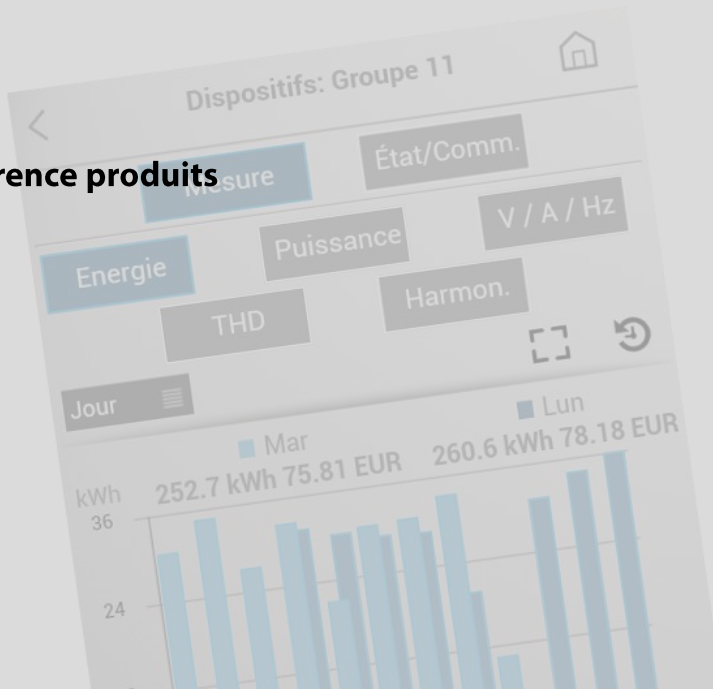 Dispositifs: Groupe 11
rence produits
Mesure
État/Comm.
Energie
Puissance
V / A / Hz
THD
Harmon.
Jour
Mar
Lun
252.7 kWh 75.81 EUR
260.6 kWh 78.18 EUR
kWh
36
24